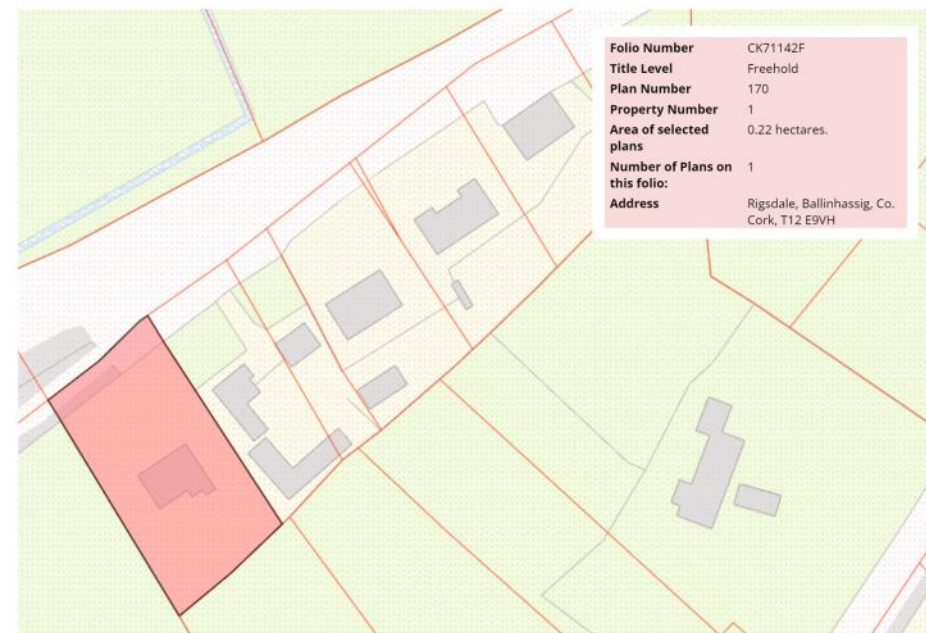 Folio Number CK71142F
Title Level Freehold
Plan Number 170
Property Number 1
Area of selected plans 0.22 hectares.
Number of Plans on this folio: 1
Address Rigsdale, Ballinhassig, Co.
Cork, T12 E9VH